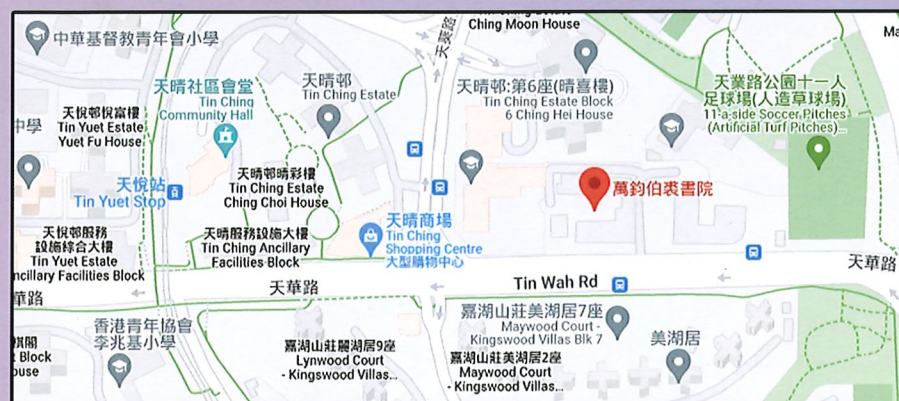 Ching Moon House
天葵路
中華基督教青年會小學
天晴社區會堂
Tin Ching
Community Hall
天晴邨
Tin Ching Estate
天晴邨:第6座(晴喜樓)
Tin Ching Estate Block
6 Ching Hei House
天業路公園十一人
足球場(人造草球場)
11-a-side Soccer Pitches
(Artificial Turf Pitches)...
天悅邨悅富樓
Tin Yuet Estate
Yuet Fu House
中學
天悅站
Tin Yuet Stop
天晴邨晴彩樓
Tin Ching Estate
Ching Choi House
萬鈞伯裘書院
天悅邨服務
設施綜合大樓
Tin Yuet Estate
ncillary Facilities Block
天晴服務設施大樓
Tin Ching Ancillary
Facilities Block
天晴商場
Tin Ching
Shopping Centre
大型購物中心
天華路
華路
天華路
Tin Wah Rd
香港青年協會
李兆基小學
嘉湖山莊麗湖居9座
Lynwood Court
- Kingswood Villas...
嘉湖山莊美湖居7座
Maywood Court -
Kingswood Villas Blk 7
嘉湖山莊美湖居2座
Maywood Court
- Kingswood Villas...
美湖居
Block
ouse